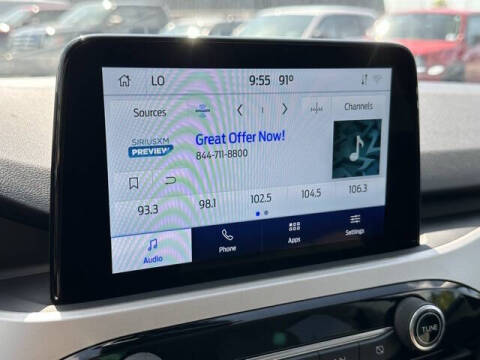 LO 9:55 91°
Sources 1 Channels
SIRIUSXM
PREVIEW
Great Offer Now!
844-711-8800
93.3 98.1 102.5 104.5 106.3
Audio Phone Apps Settings
TUNE